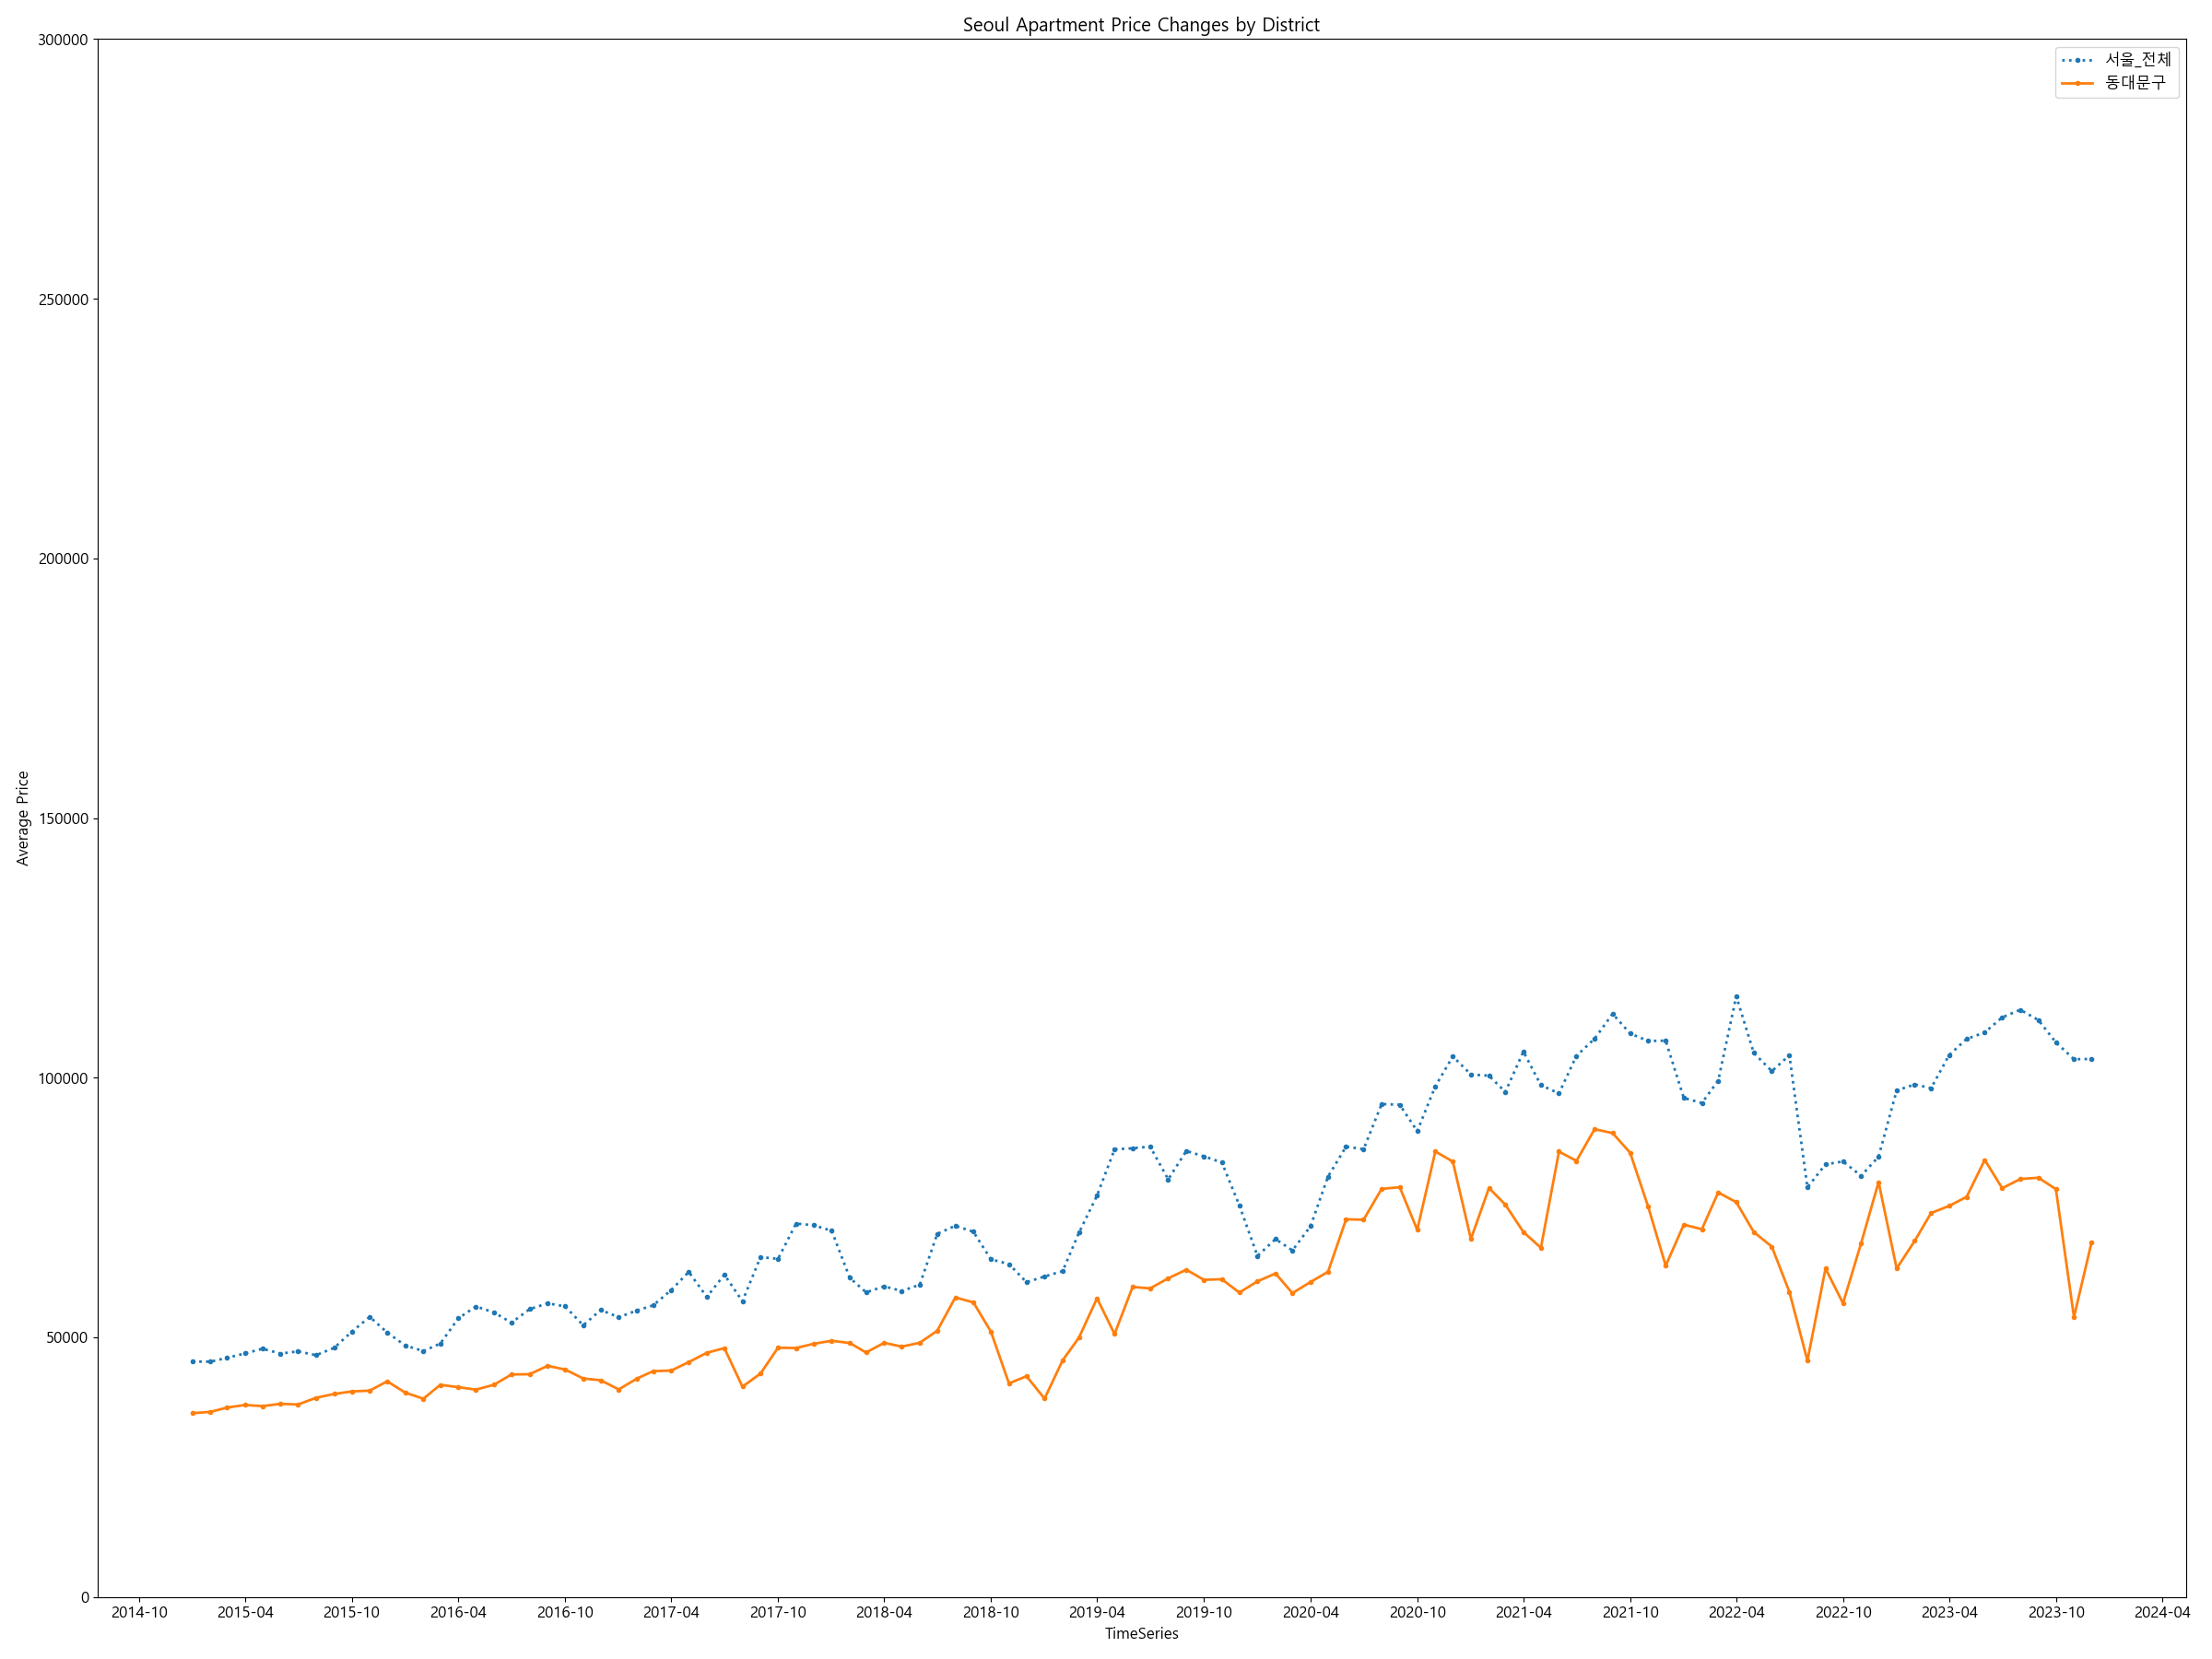 Seoul Apartment Price Changes by District
서울_전체
동대문구
300000
250000
200000
150000
100000
50000
0
Average Price
2014-10 2015-04 2015-10 2016-04 2016-10 2017-04 2017-10 2018-04 2018-10 2019-04 2019-10 2020-04 2020-10 2021-04 2021-10 2022-04 2022-10 2023-04 2023-10 2024-04
TimeSeries